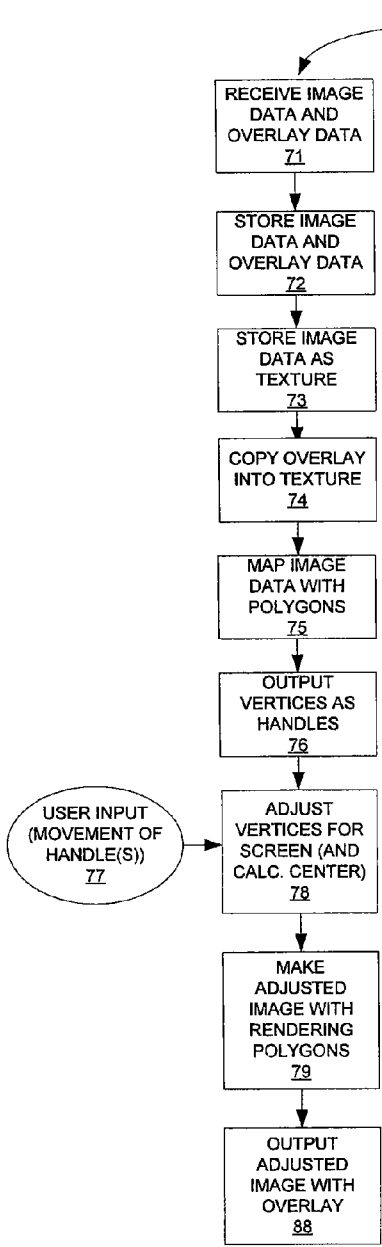 RECEIVE IMAGE
DATA AND
OVERLAY DATA
71
STORE IMAGE
DATA AND
OVERLAY DATA
72
STORE IMAGE
DATA AS
TEXTURE
73
COPY OVERLAY
INTO TEXTURE
74
MAP IMAGE
DATA WITH
POLYGONS
75
OUTPUT
VERTICES AS
HANDLES
76
USER INPUT
(MOVEMENT OF
HANDLE(S))
77
ADJUST
VERTICES FOR
SCREEN (AND
CALC. CENTER)
78
MAKE
ADJUSTED
IMAGE WITH
RENDERING
POLYGONS
79
OUTPUT
ADJUSTED
IMAGE WITH
OVERLAY
88